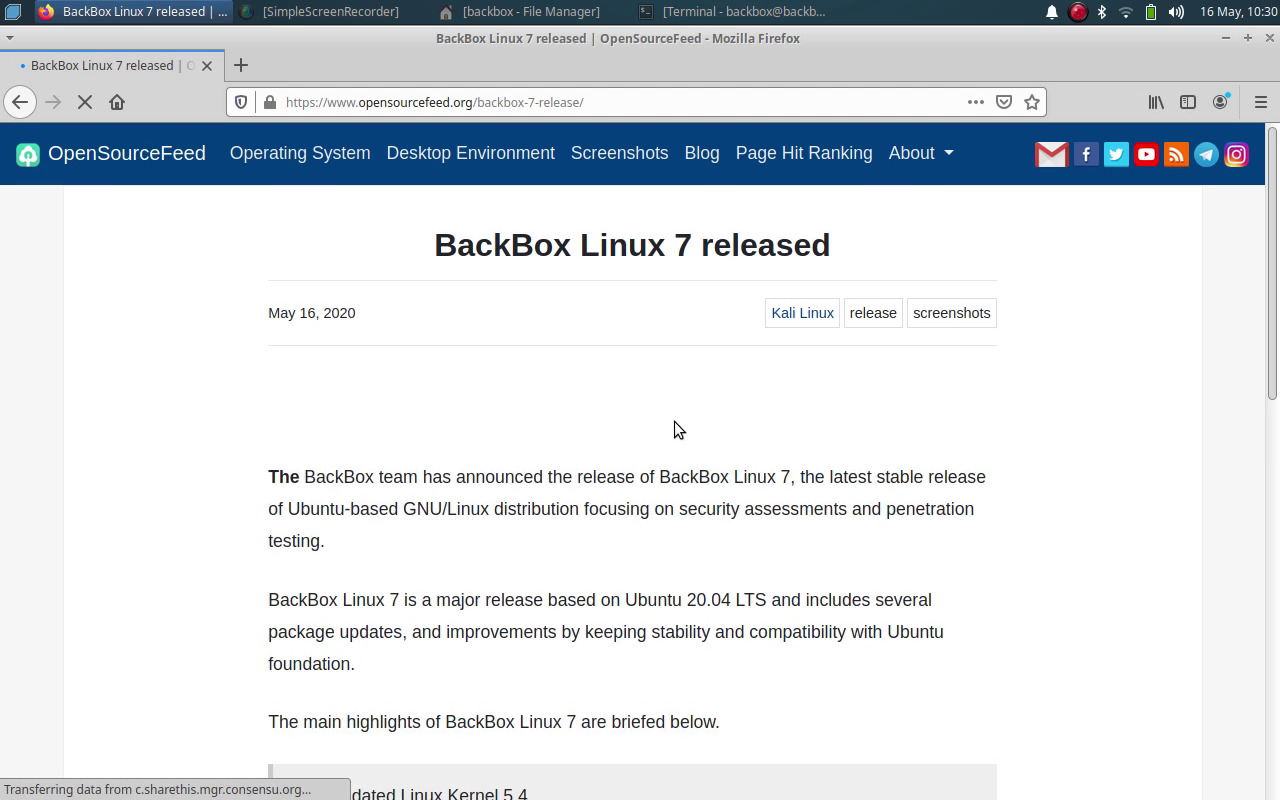 BackBox Linux 7 released | ...
[SimpleScreenRecorder]
[backbox - File Manager]
[Terminal - backbox@backb...
16 May, 10:30
BackBox Linux 7 released | OpenSourceFeed - Mozilla Firefox
BackBox Linux 7 released |
https://www.opensourcefeed.org/backbox-7-release/
OpenSourceFeed Operating System Desktop Environment Screenshots Blog Page Hit Ranking About
BackBox Linux 7 released
May 16, 2020
Kali Linux release screenshots
The BackBox team has announced the release of BackBox Linux 7, the latest stable release
of Ubuntu-based GNU/Linux distribution focusing on security assessments and penetration
testing.
BackBox Linux 7 is a major release based on Ubuntu 20.04 LTS and includes several
package updates, and improvements by keeping stability and compatibility with Ubuntu
foundation.
The main highlights of BackBox Linux 7 are briefed below.
dated Linux Kernel 5.4
Transferring data from c.sharethis.mgr.consensu.org...